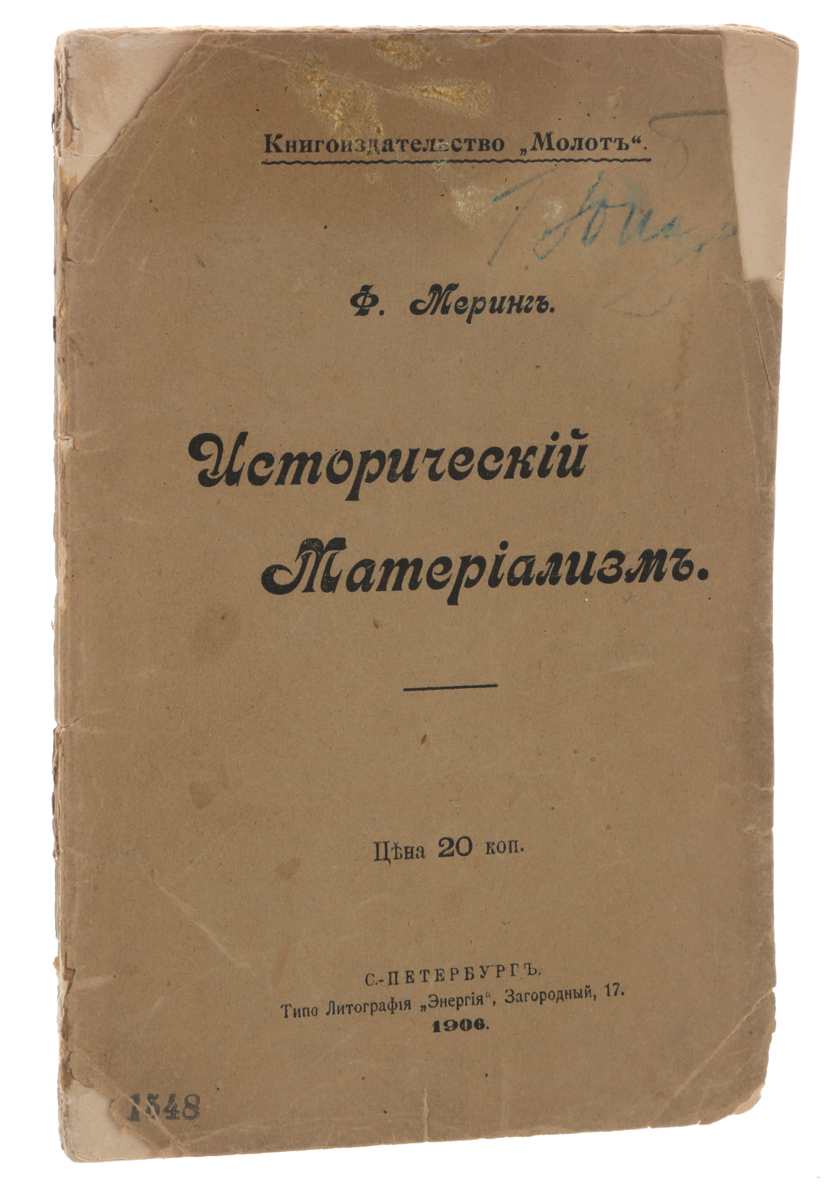 Книгоиздательство „Молотъ“.
Ф. Мерингъ.
Историческій
Матеріализмъ.
Цѣна 20 коп.
С.-ПЕТЕРБУРГЪ.
Типо Литографія „Энергія“, Загородный, 17.
1906.
1548